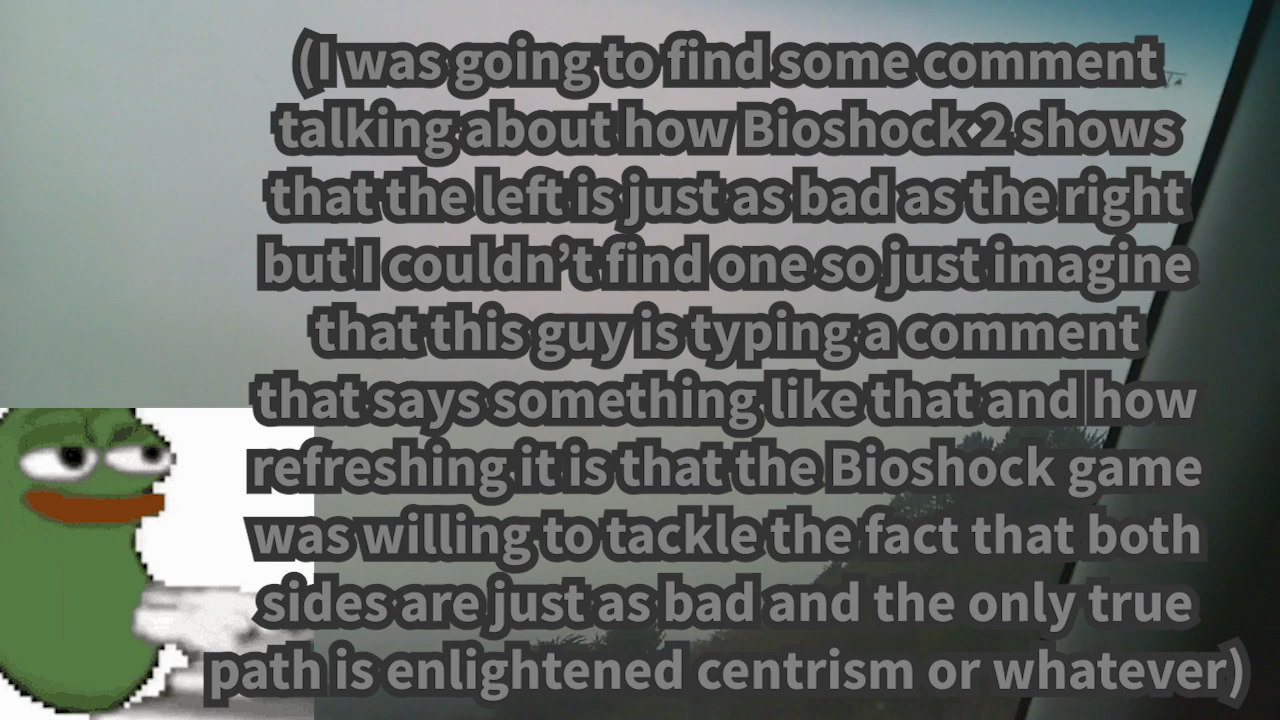 (I was going to find some comment
talking about how Bioshock 2 shows
that the left is just as bad as the right
but I couldn’t find one so just imagine
that this guy is typing a comment
that says something like that and how
refreshing it is that the Bioshock game
was willing to tackle the fact that both
sides are just as bad and the only true
path is enlightened centrism or whatever)